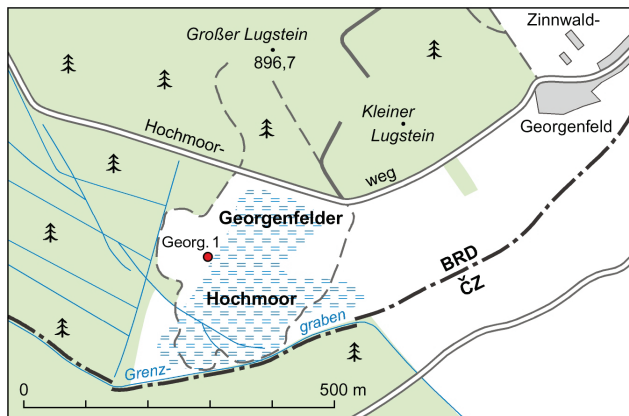 Zinnwald-
Großer Lugstein
896,7
Kleiner
Lugstein
Georgenfeld
Hochmoor-
weg
Georgenfelder
Georg. 1
BRD
ČZ
Hochmoor
graben
Grenz-
0
500 m